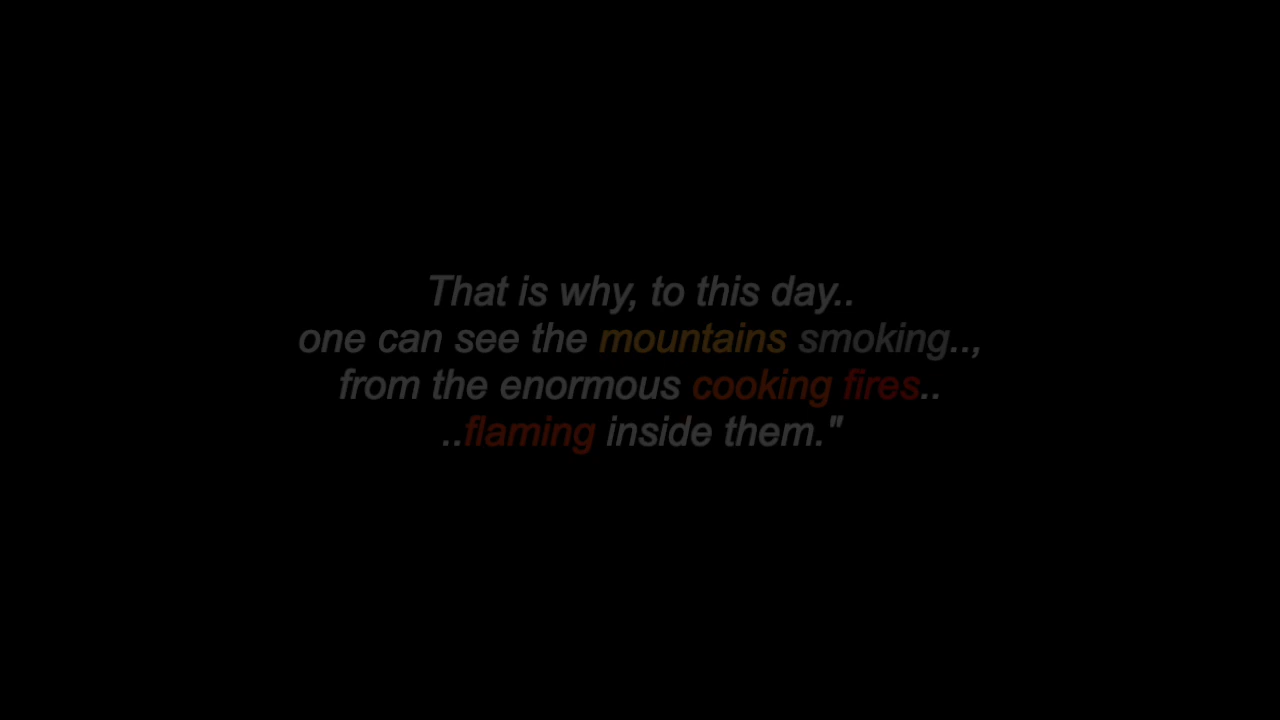 That is why, to this day..
one can see the mountains smoking..,
from the enormous cooking fires..
..flaming inside them."